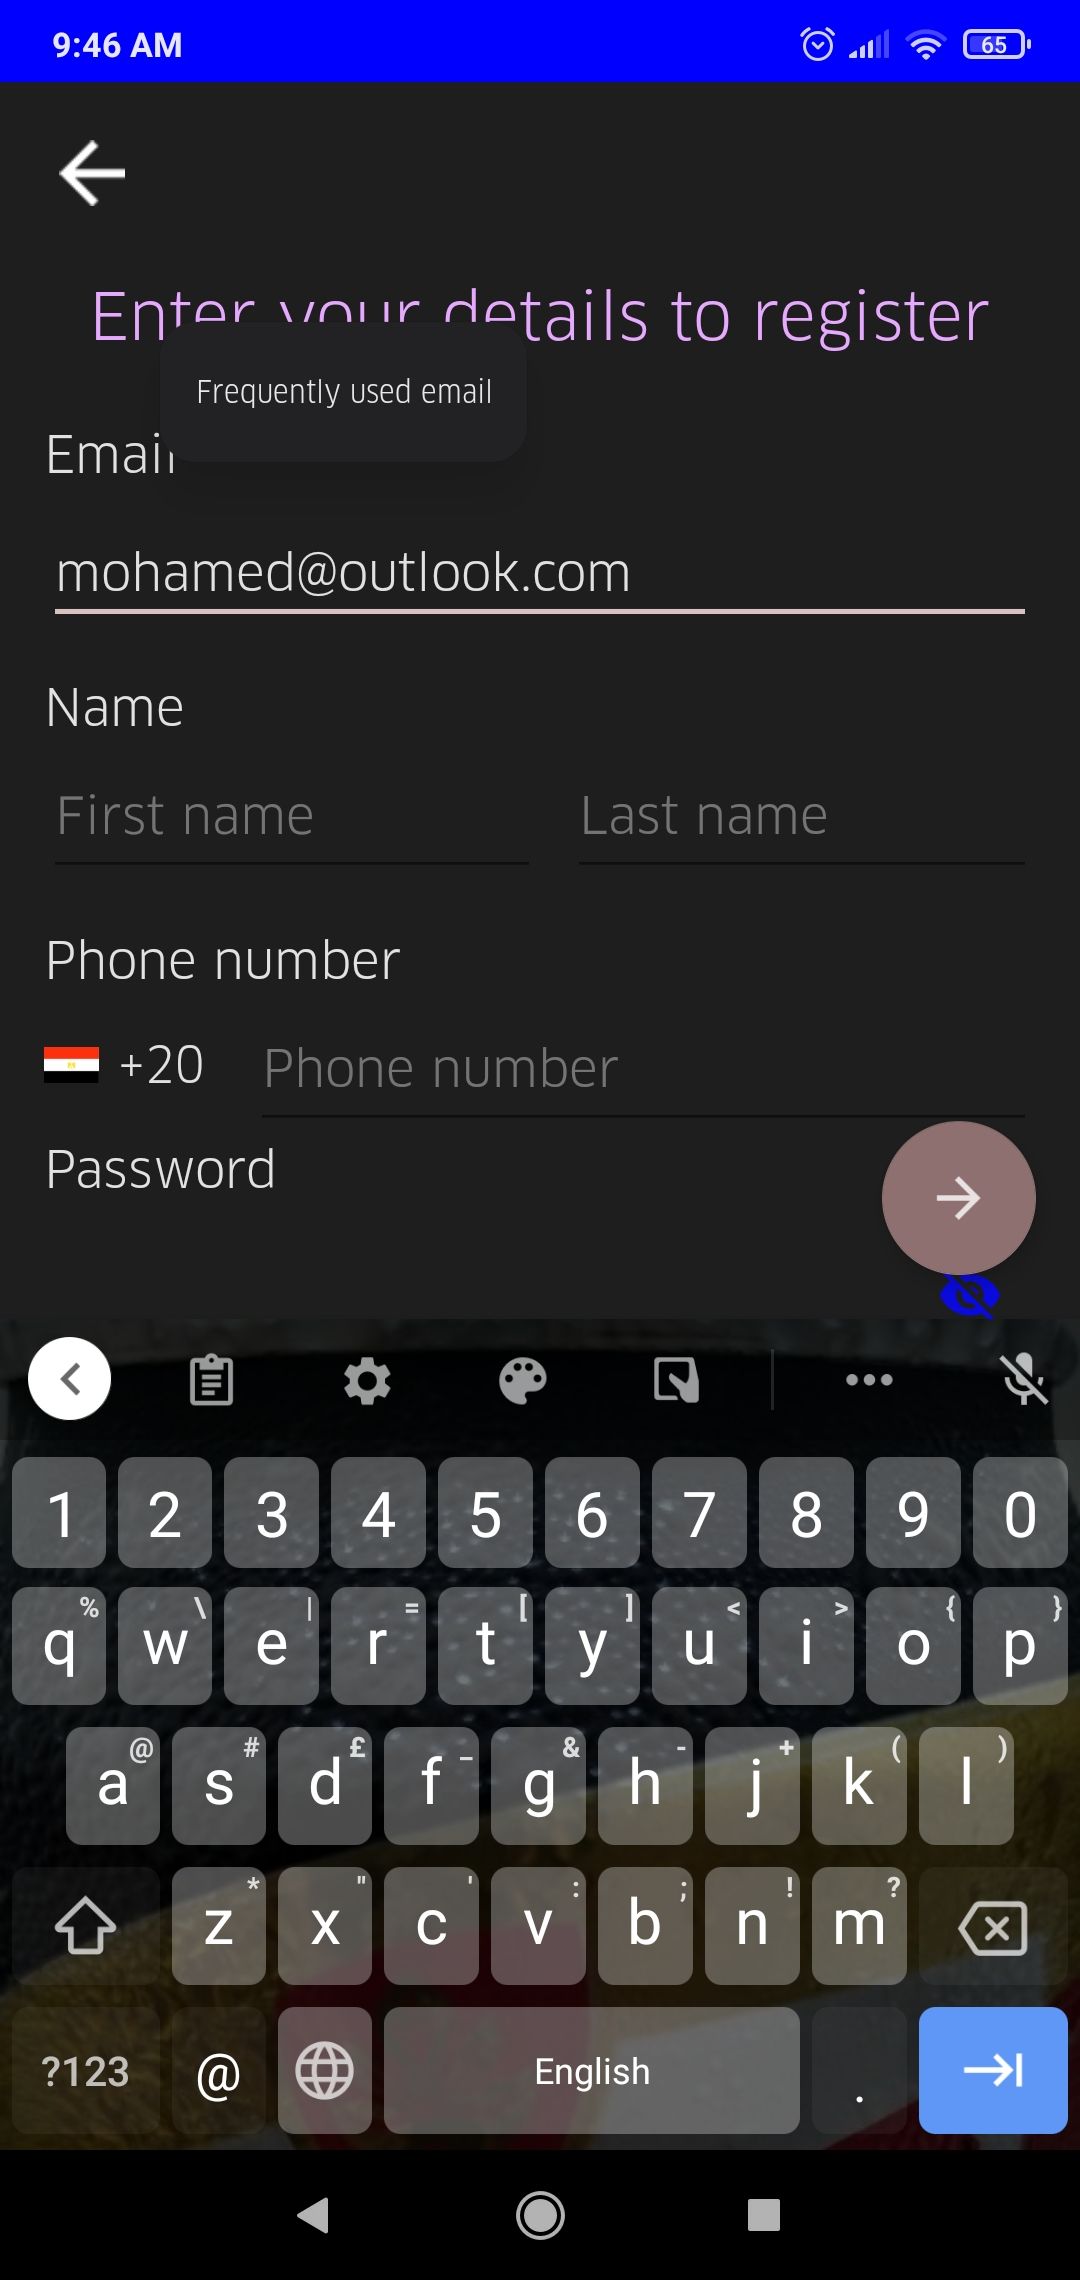 9:46 AM
65
Enter your details to register
Frequently used email
Email
mohamed@outlook.com
Name
First name Last name
Phone number
+20 Phone number
Password
1 2 3 4 5 6 7 8 9 0
% \ | = [ ] < > { }
q w e r t y u i o p
@ # £ _ & - + ( )
a s d f g h j k l
* " ' : ; ! ?
z x c v b n m
?123 @ English .